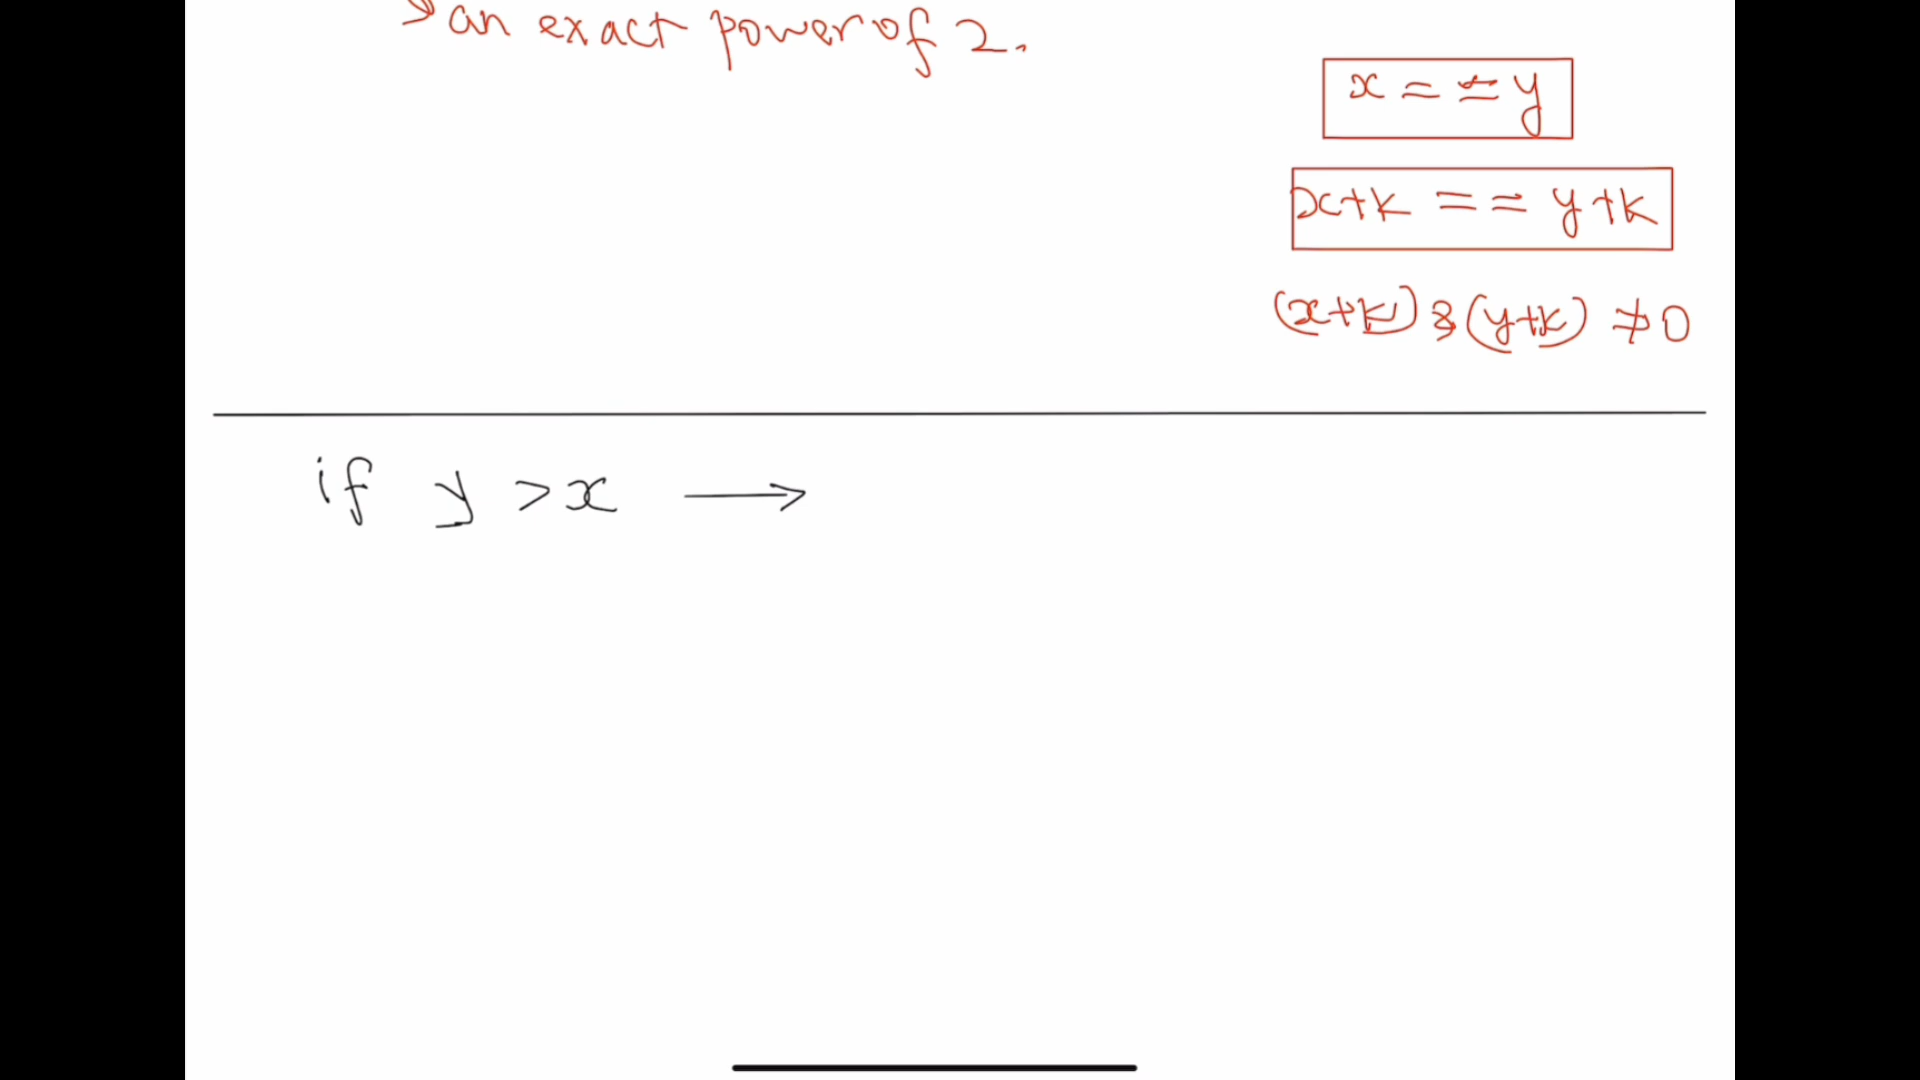 an exact power of 2.
x == y
x+k == y+k
(x+k) & (y+k) ≠ 0
if y > x →